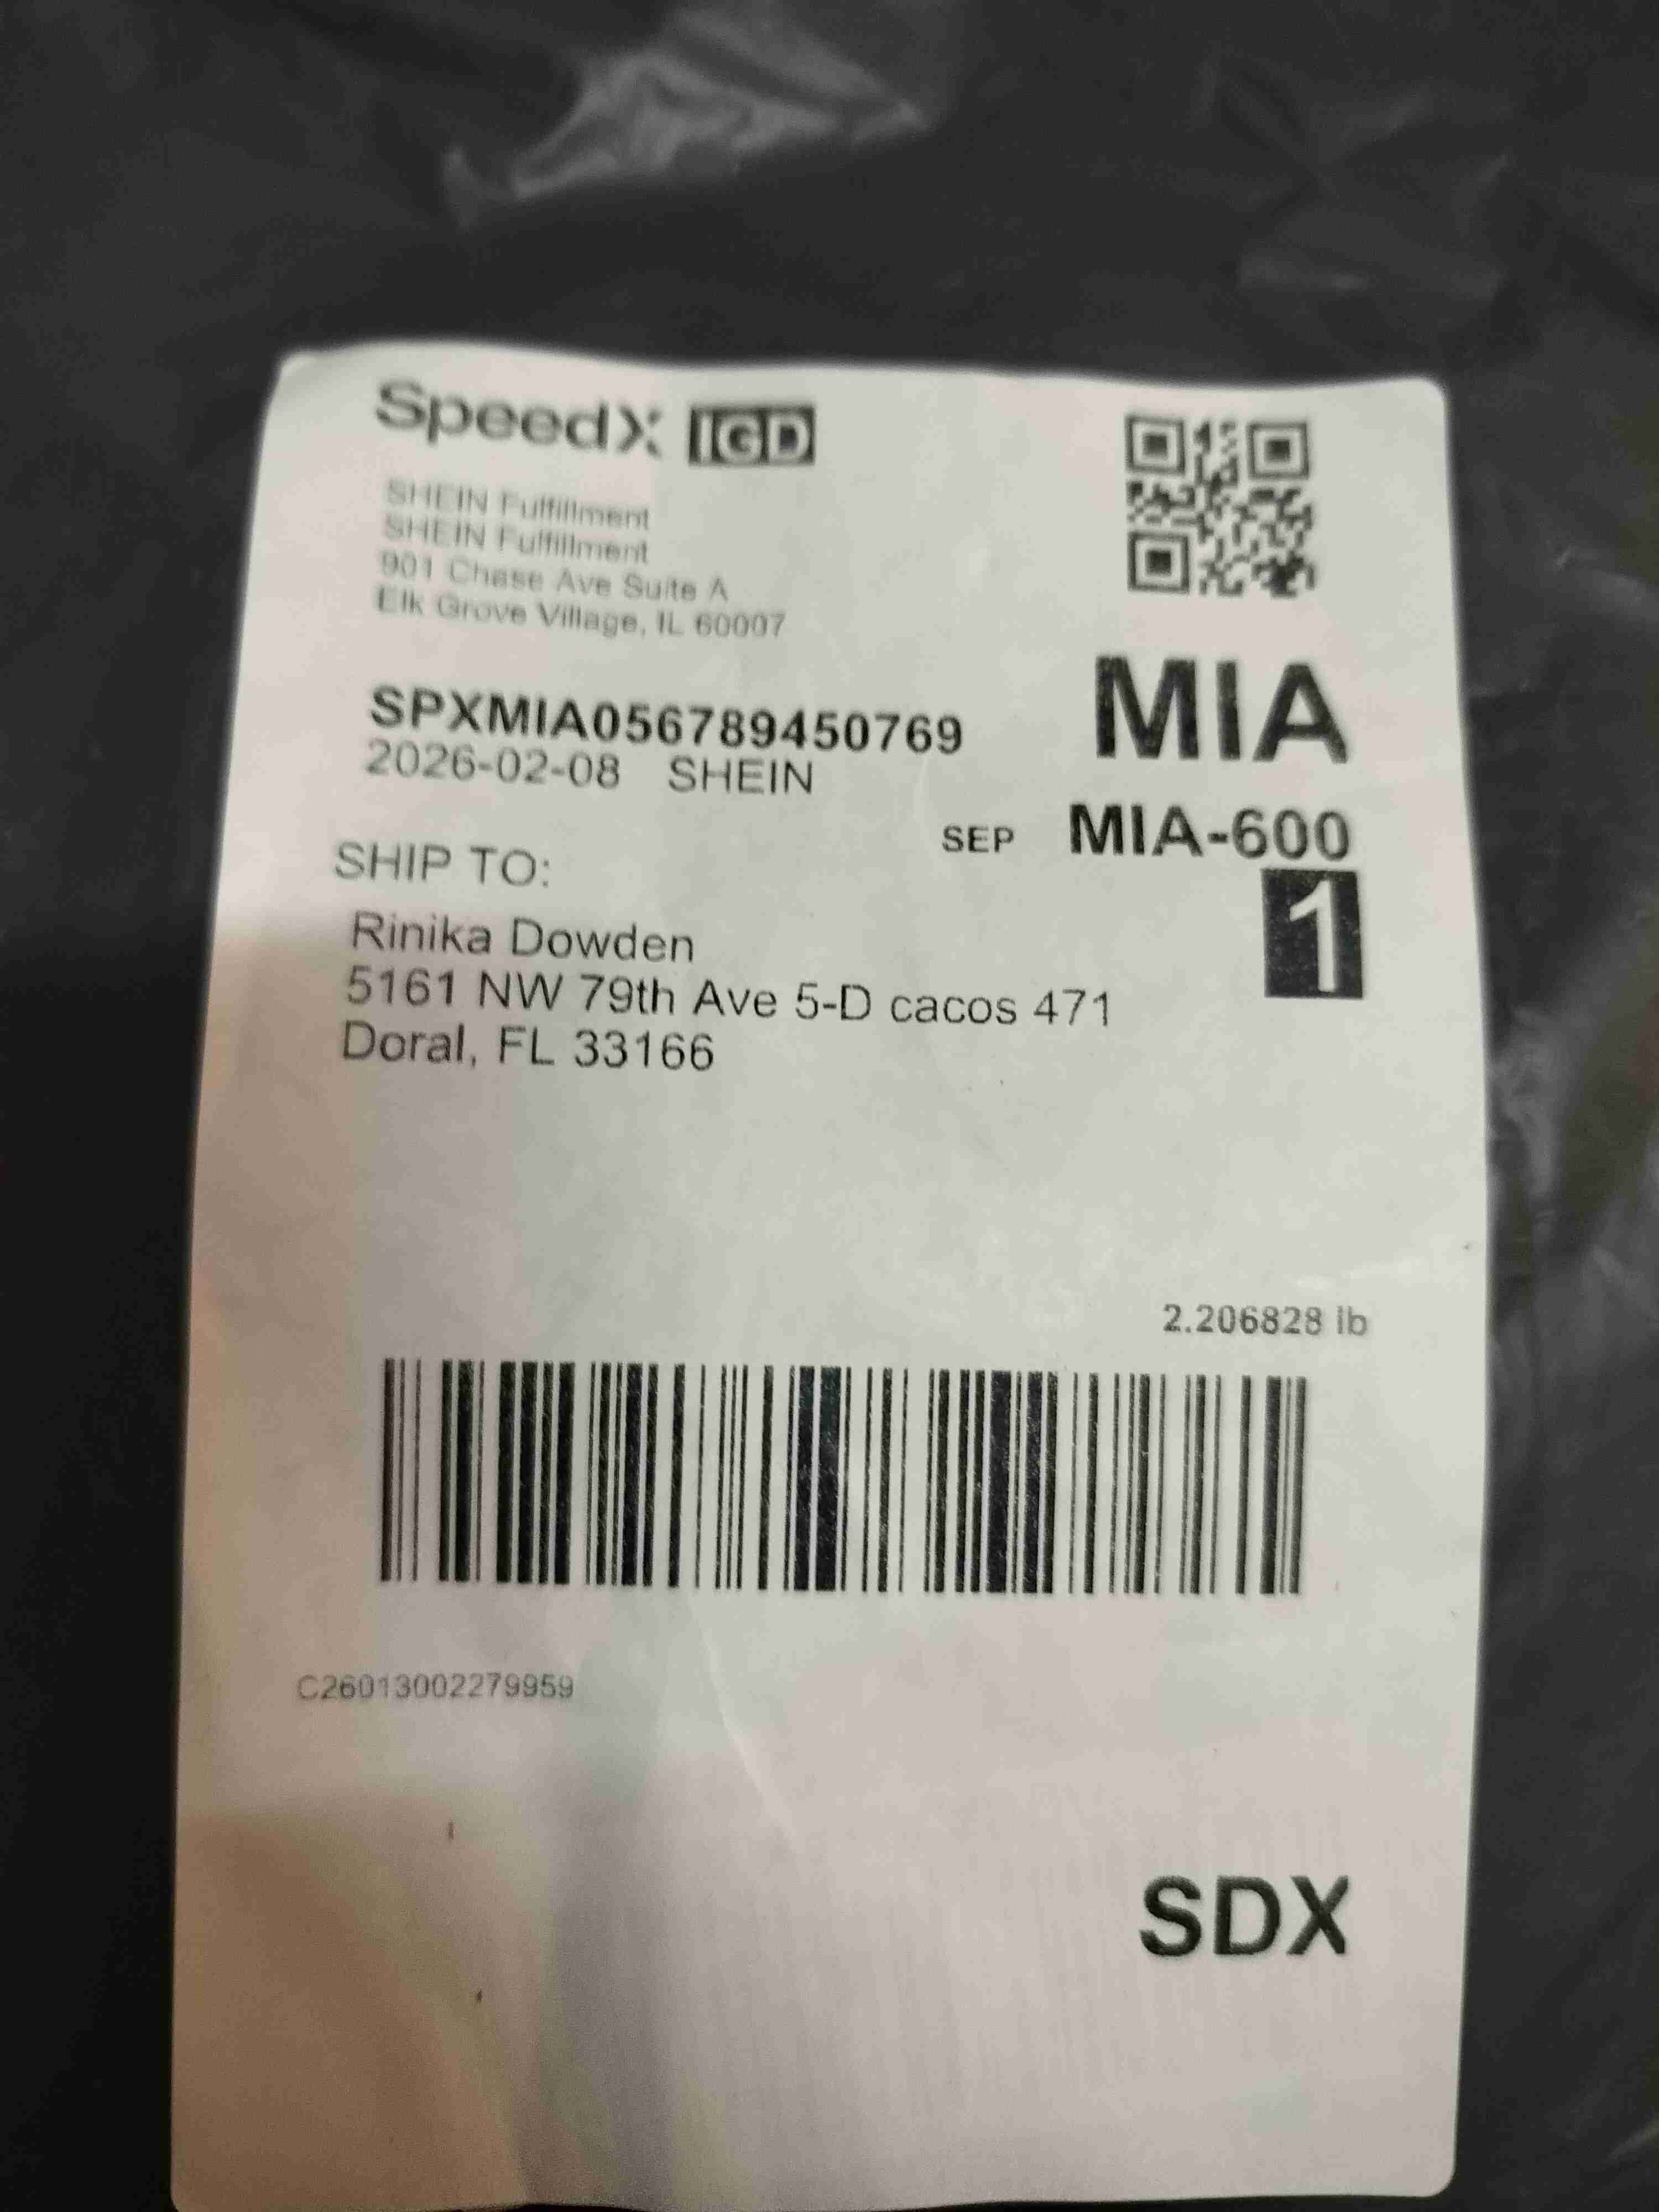 SpeedX IGD
SHEIN Fulfillment
SHEIN Fulfillment
901 Chase Ave Suite A
Elk Grove Village, IL 60007
SPXMIA056789450769
2026-02-08 SHEIN
MIA
SEP MIA-600
1
SHIP TO:
Rinika Dowden
5161 NW 79th Ave 5-D cacos 471
Doral, FL 33166
2.206828 lb
C26013002279959
SDX